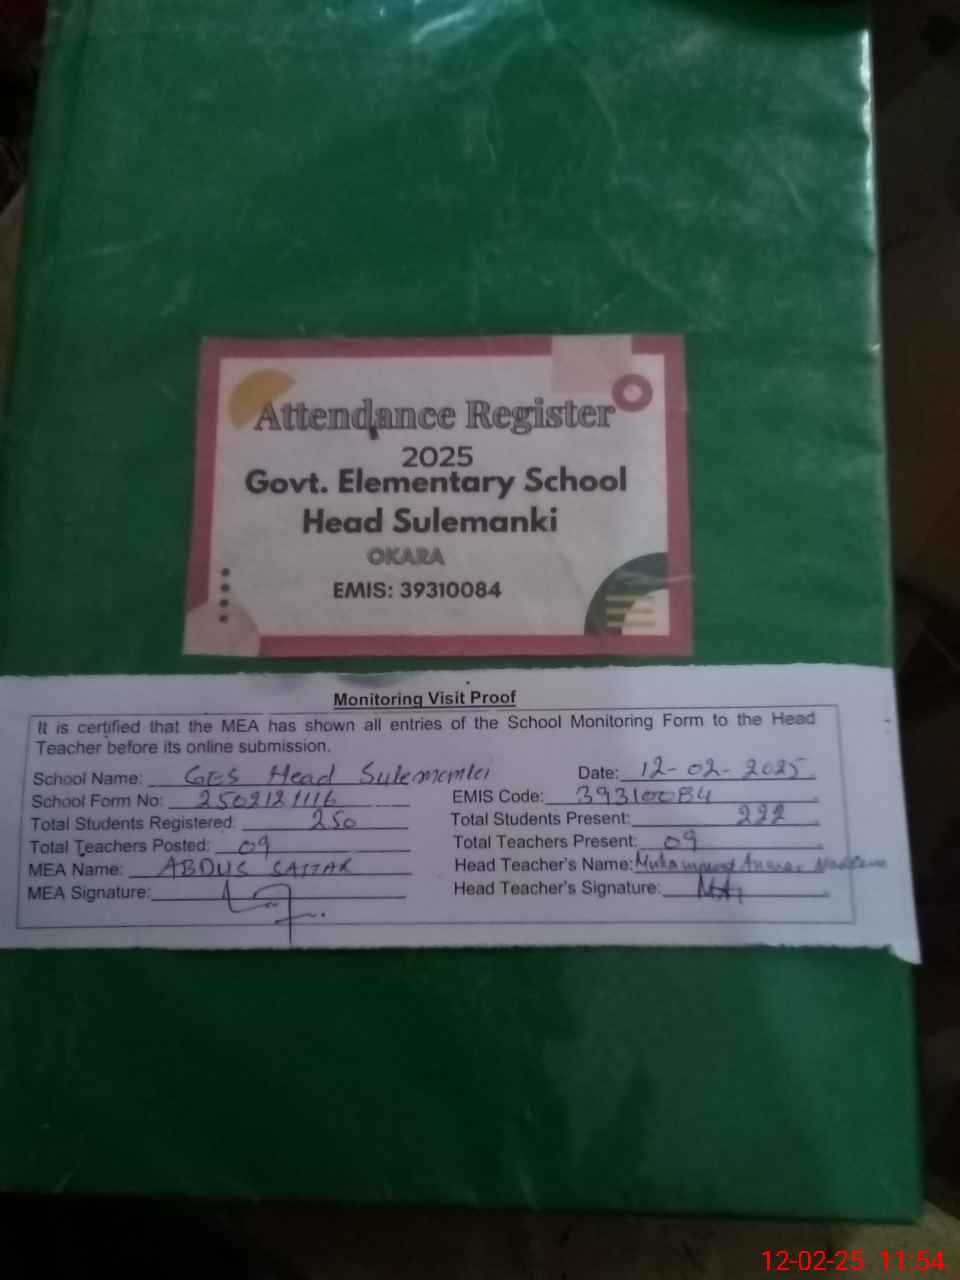 Attendance Register
2025
Govt. Elementary School
Head Sulemanki
OKARA
EMIS: 39310084
Monitoring Visit Proof
It is certified that the MEA has shown all entries of the School Monitoring Form to the Head
Teacher before its online submission.
School Name: GES Head Sulemanki Date: 12-02-2025
School Form No: 2502121116 EMIS Code: 39310084
Total Students Registered: 250 Total Students Present: 222
Total Teachers Posted: 09 Total Teachers Present: 09
MEA Name: ABDUS SATTAR Head Teacher's Name: Muhammad
MEA Signature: Head Teacher's Signature:
12-02-25 11:54